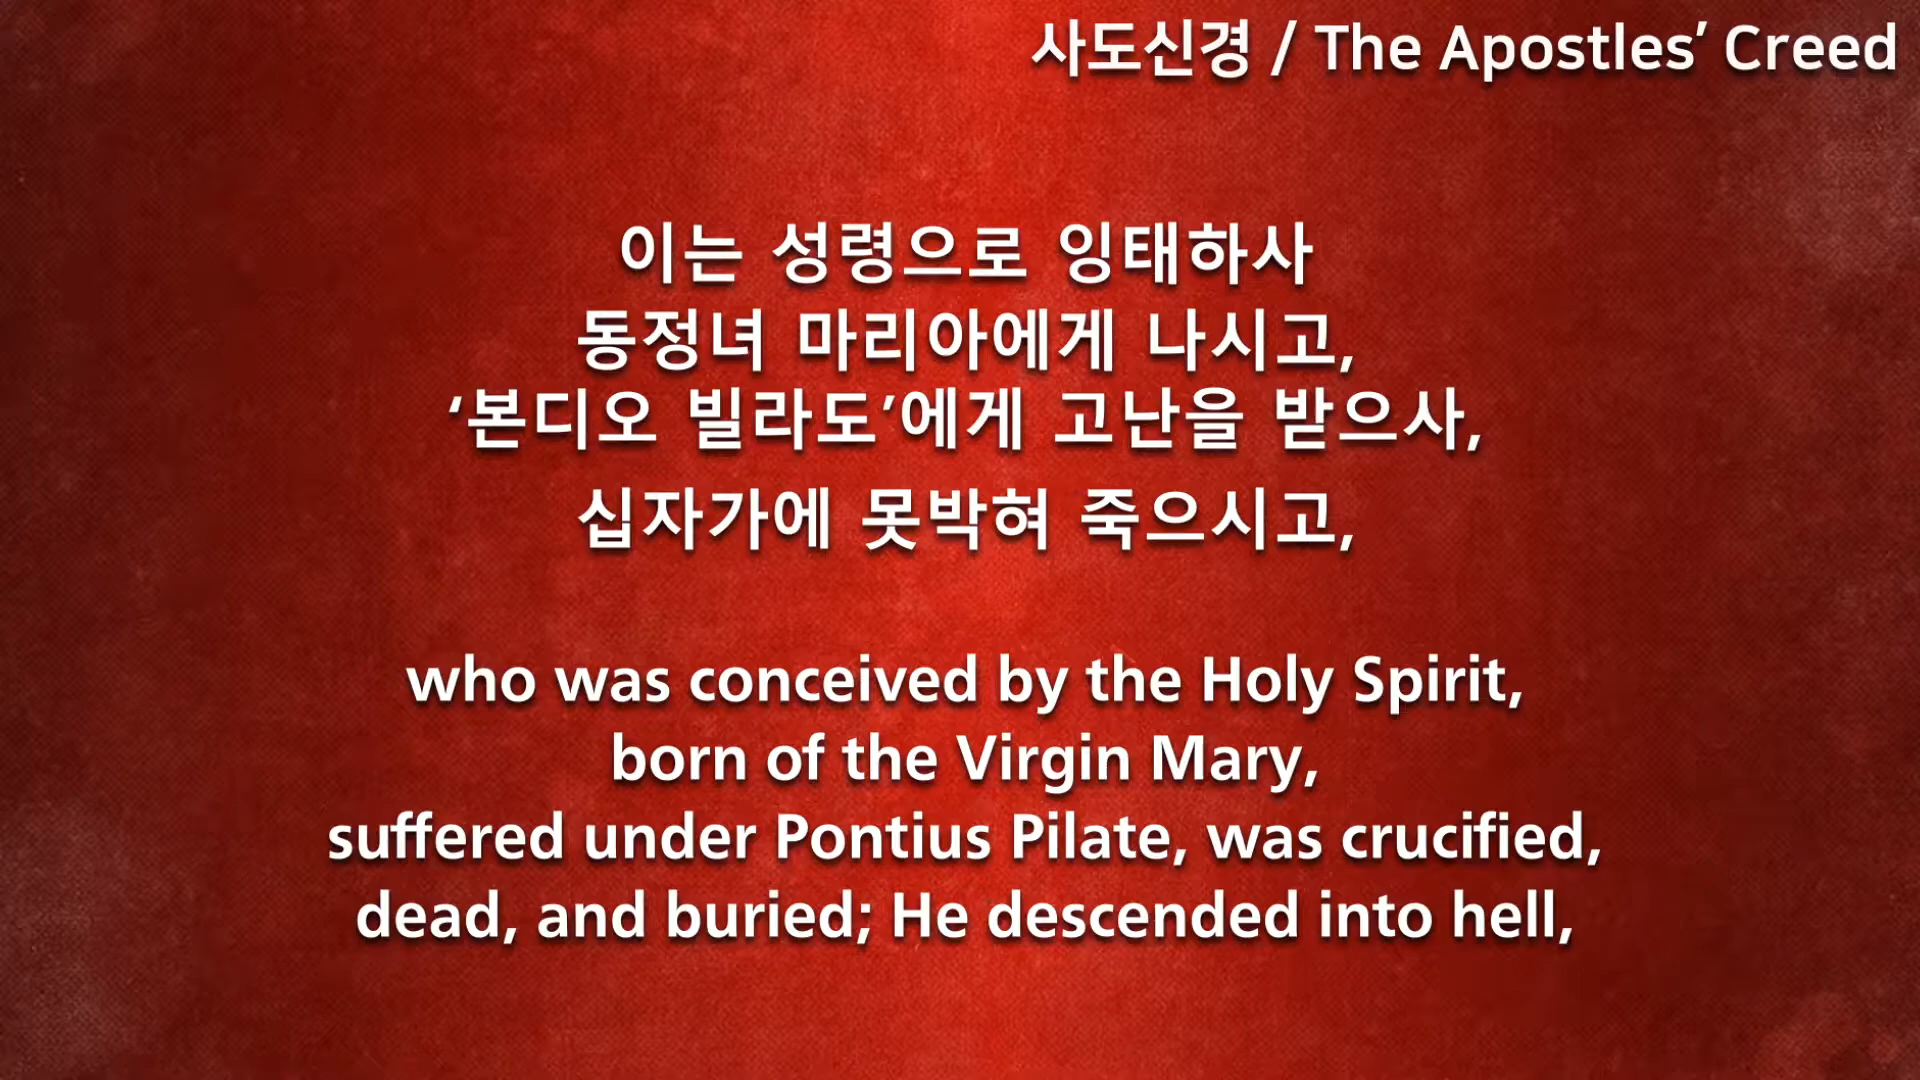 사도신경 / The Apostles’ Creed
이는 성령으로 잉태하사
동정녀 마리아에게 나시고,
‘본디오 빌라도’에게 고난을 받으사,
십자가에 못박혀 죽으시고,
who was conceived by the Holy Spirit,
born of the Virgin Mary,
suffered under Pontius Pilate, was crucified,
dead, and buried; He descended into hell,